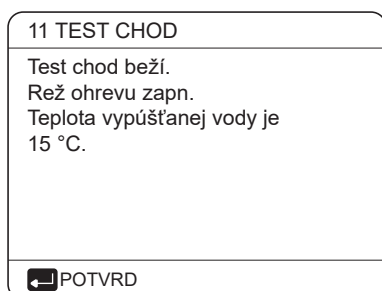 11 TEST CHOD
Test chod beží.
Rež ohrevu zapn.
Teplota vypúšťanej vody je
15 °C.
POTVRD